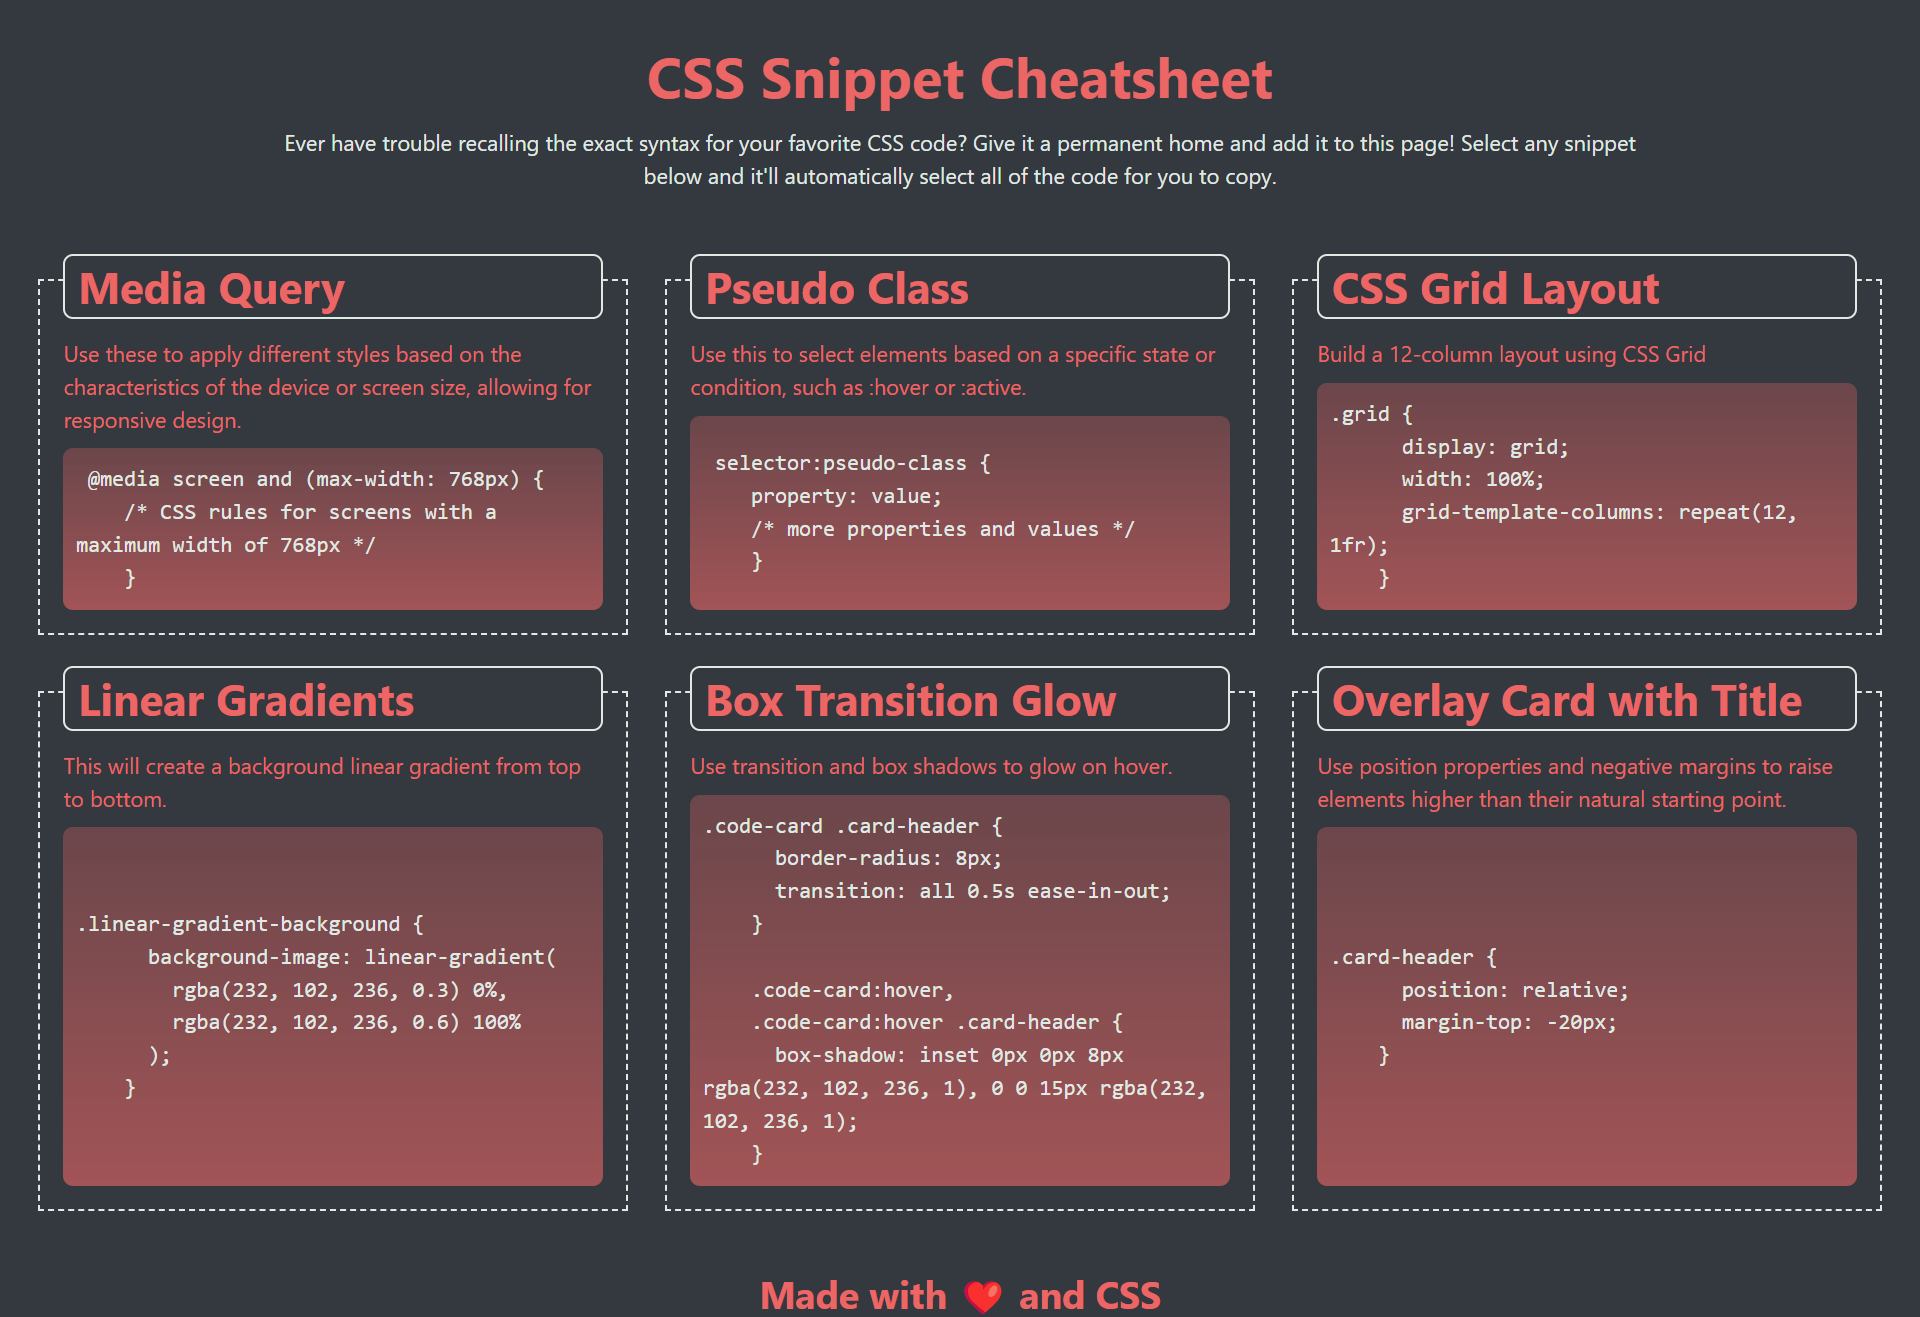 CSS Snippet Cheatsheet
Ever have trouble recalling the exact syntax for your favorite CSS code? Give it a permanent home and add it to this page! Select any snippet
below and it'll automatically select all of the code for you to copy.
Media Query
Use these to apply different styles based on the
characteristics of the device or screen size, allowing for
responsive design.
@media screen and (max-width: 768px) {
/* CSS rules for screens with a
maximum width of 768px */
}
Pseudo Class
Use this to select elements based on a specific state or
condition, such as :hover or :active.
selector:pseudo-class {
property: value;
/* more properties and values */
}
CSS Grid Layout
Build a 12-column layout using CSS Grid
.grid {
display: grid;
width: 100%;
grid-template-columns: repeat(12,
1fr);
}
Linear Gradients
This will create a background linear gradient from top
to bottom.
.linear-gradient-background {
background-image: linear-gradient(
rgba(232, 102, 236, 0.3) 0%,
rgba(232, 102, 236, 0.6) 100%
);
}
Box Transition Glow
Use transition and box shadows to glow on hover.
.code-card .card-header {
border-radius: 8px;
transition: all 0.5s ease-in-out;
}
.code-card:hover,
.code-card:hover .card-header {
box-shadow: inset 0px 0px 8px
rgba(232, 102, 236, 1), 0 0 15px rgba(232,
102, 236, 1);
}
Overlay Card with Title
Use position properties and negative margins to raise
elements higher than their natural starting point.
.card-header {
position: relative;
margin-top: -20px;
}
Made with ❤️ and CSS